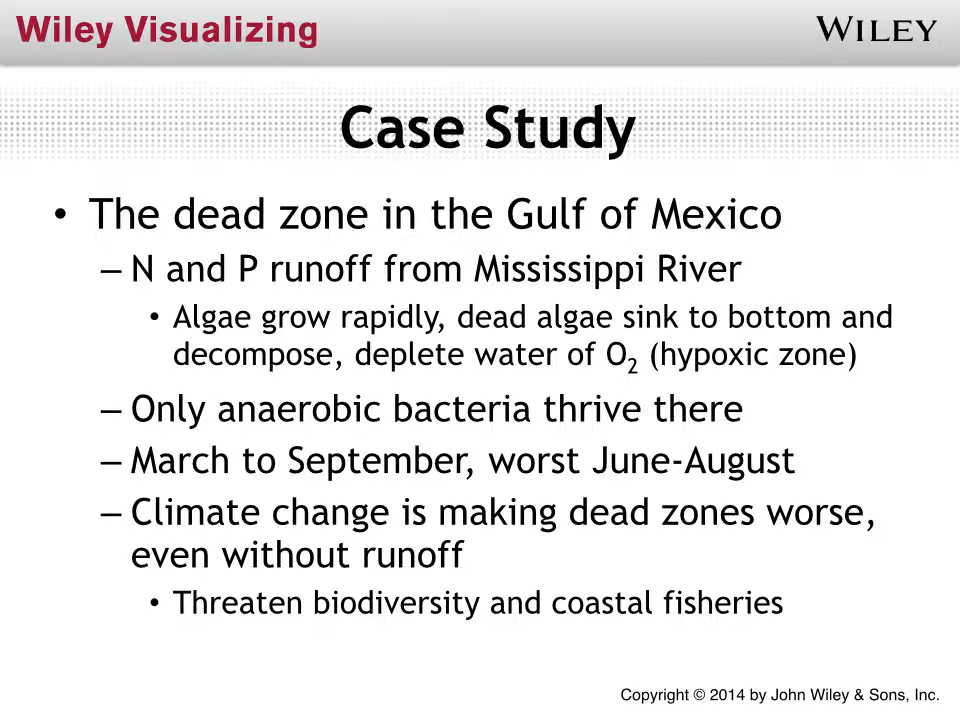 Wiley Visualizing
WILEY
Case Study
• The dead zone in the Gulf of Mexico
– N and P runoff from Mississippi River
• Algae grow rapidly, dead algae sink to bottom and
decompose, deplete water of O₂ (hypoxic zone)
– Only anaerobic bacteria thrive there
– March to September, worst June-August
– Climate change is making dead zones worse,
even without runoff
• Threaten biodiversity and coastal fisheries
Copyright © 2014 by John Wiley & Sons, Inc.